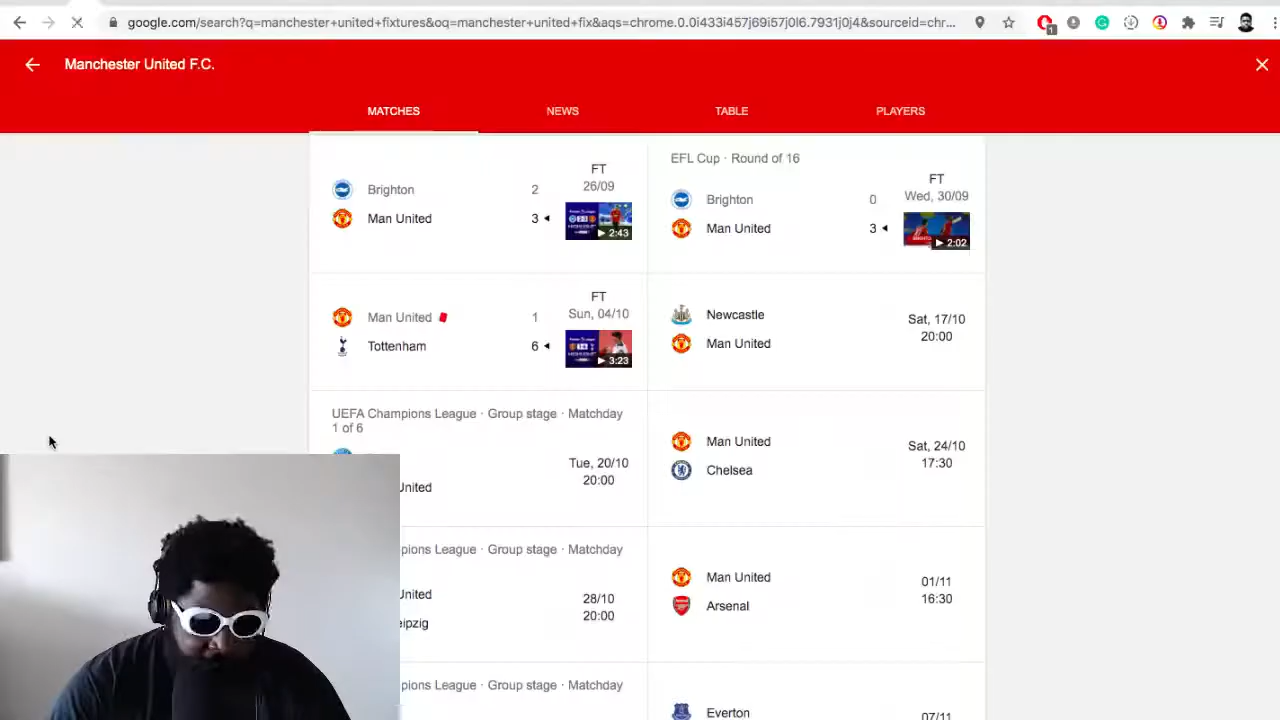 google.com/search?q=manchester+united+fixtures&oq=manchester+united+fix&aqs=chrome.0.0i433i457j69i57j0l6.7931j0j4&sourceid=chr...
1
Manchester United F.C.
MATCHES
NEWS
TABLE
PLAYERS
Brighton 2
Man United 3
FT
26/09
2:43
EFL Cup · Round of 16
Brighton 0
Man United 3
FT
Wed, 30/09
2:02
Man United 1
Tottenham 6
FT
Sun, 04/10
3:23
Newcastle
Man United
Sat, 17/10
20:00
UEFA Champions League · Group stage · Matchday
1 of 6
United
Tue, 20/10
20:00
Man United
Chelsea
Sat, 24/10
17:30
pions League · Group stage · Matchday
United
eipzig
28/10
20:00
Man United
Arsenal
01/11
16:30
pions League · Group stage · Matchday
Everton
07/11